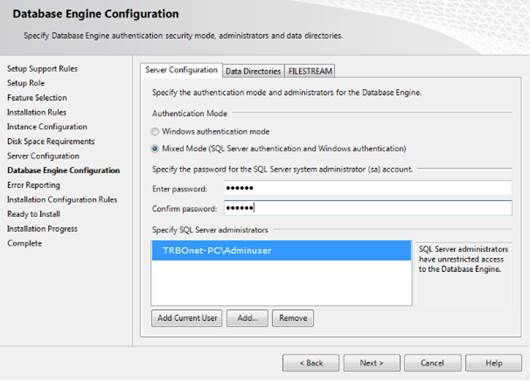 Database Engine Configuration
Specify Database Engine authentication security mode, administrators and data directories.
Setup Support Rules
Setup Role
Feature Selection
Installation Rules
Instance Configuration
Disk Space Requirements
Server Configuration
Database Engine Configuration
Error Reporting
Installation Configuration Rules
Ready to Install
Installation Progress
Complete
Server Configuration Data Directories FILESTREAM
Specify the authentication mode and administrators for the Database Engine.
Authentication Mode
Windows authentication mode
Mixed Mode (SQL Server authentication and Windows authentication)
Specify the password for the SQL Server system administrator (sa) account.
Enter password: ●●●●●●
Confirm password: ●●●●●●
Specify SQL Server administrators
TRBOnet-PC\Adminuser
SQL Server administrators
have unrestricted access
to the Database Engine.
Add Current User Add... Remove
< Back Next > Cancel Help